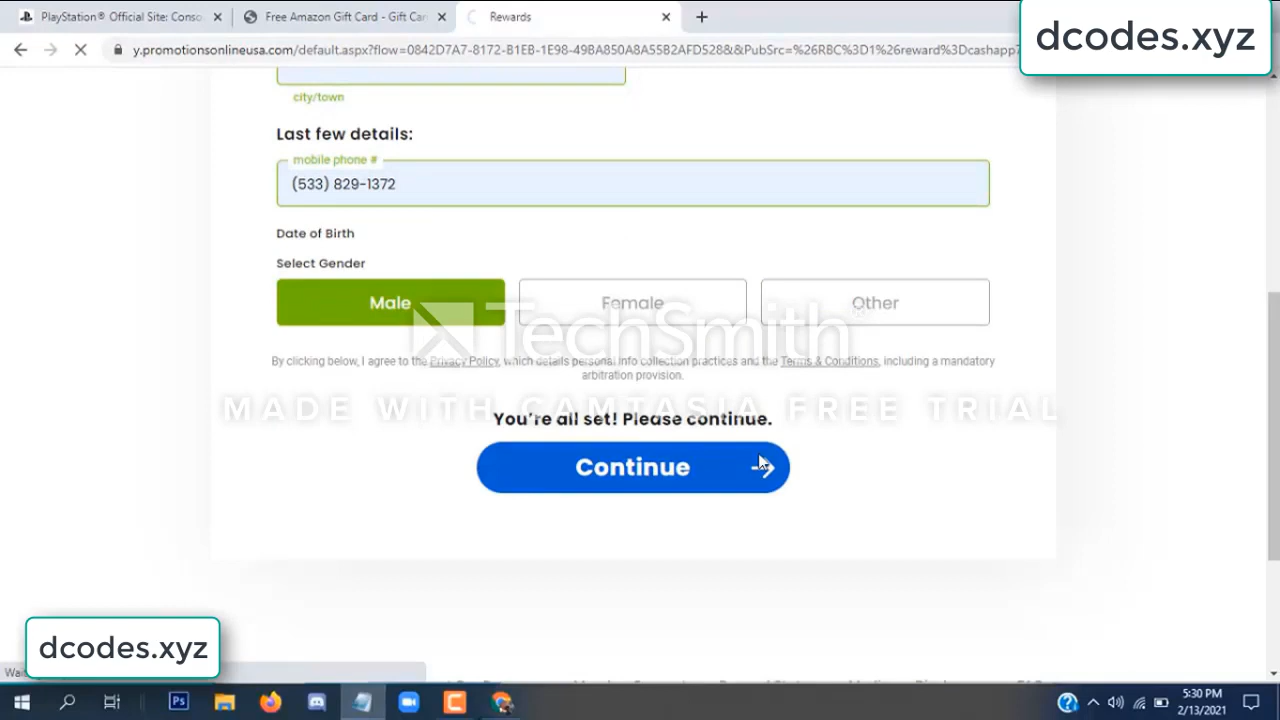 PlayStation® Official Site: Conso
Free Amazon Gift Card - Gift Car
Rewards
dcodes.xyz
y.promotionsonlineusa.com/default.aspx?flow=0842D7A7-8172-B1EB-1E98-49BA850A8A55B2AFD528&&PubSrc=%26RBC%3D1%26reward%3Dcashapp
city/town
Last few details:
mobile phone #
(533) 829-1372
Date of Birth
Select Gender
Male
Female
Other
TechSmith
By clicking below, I agree to the Privacy Policy, which details personal info collection practices and the Terms & Conditions, including a mandatory
arbitration provision.
MADE WITH CAMTASIA FREE TRIAL
You're all set! Please continue.
Continue
dcodes.xyz
5:30 PM
2/13/2021